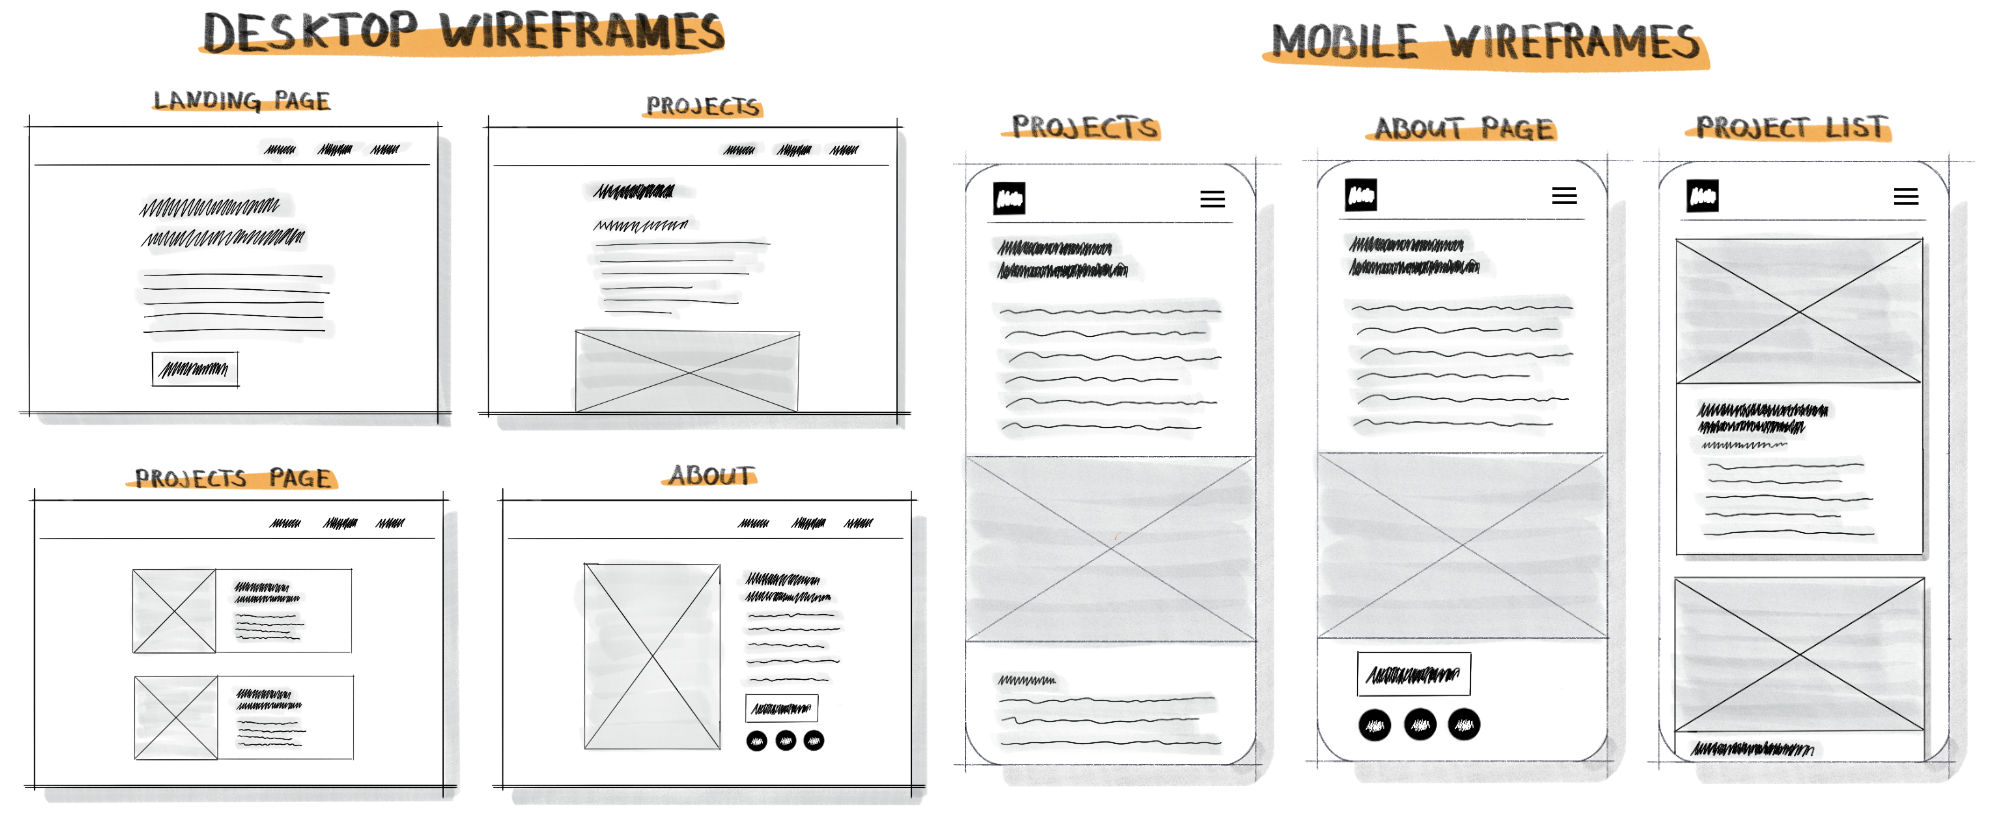 DESKTOP WIREFRAMES
LANDING PAGE
PROJECTS
PROJECTS PAGE
ABOUT
MOBILE WIREFRAMES
PROJECTS
ABOUT PAGE
PROJECT LIST